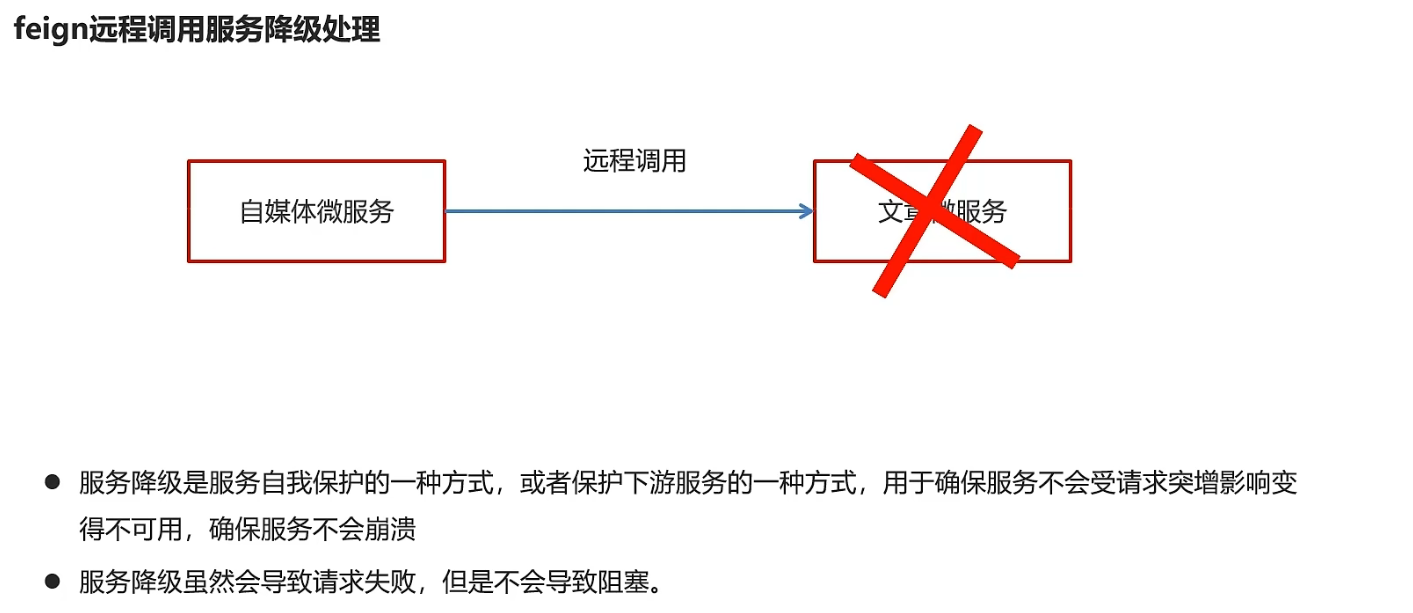 feign远程调用服务降级处理
远程调用
自媒体微服务
文章微服务
服务降级是服务自我保护的一种方式，或者保护下游服务的一种方式，用于确保服务不会受请求突增影响变
得不可用，确保服务不会崩溃
服务降级虽然会导致请求失败，但是不会导致阻塞。